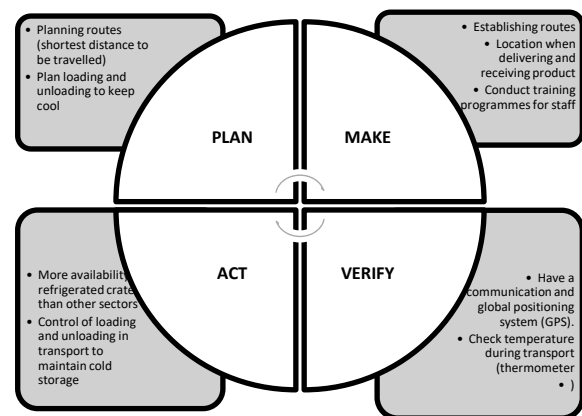 • Planning routes
(shortest distance to
be travelled)
• Plan loading and
unloading to keep
cool
• Establishing routes
• Location when
delivering and
receiving product
• Conduct training
programmes for staff
PLAN
MAKE
ACT
VERIFY
• More availability
refrigerated crate
than other sectors
• Control of loading
and unloading in
transport to
maintain cold
storage
• Have a
communication and
global positioning
system (GPS).
• Check temperature
during transport
(thermometer
• )